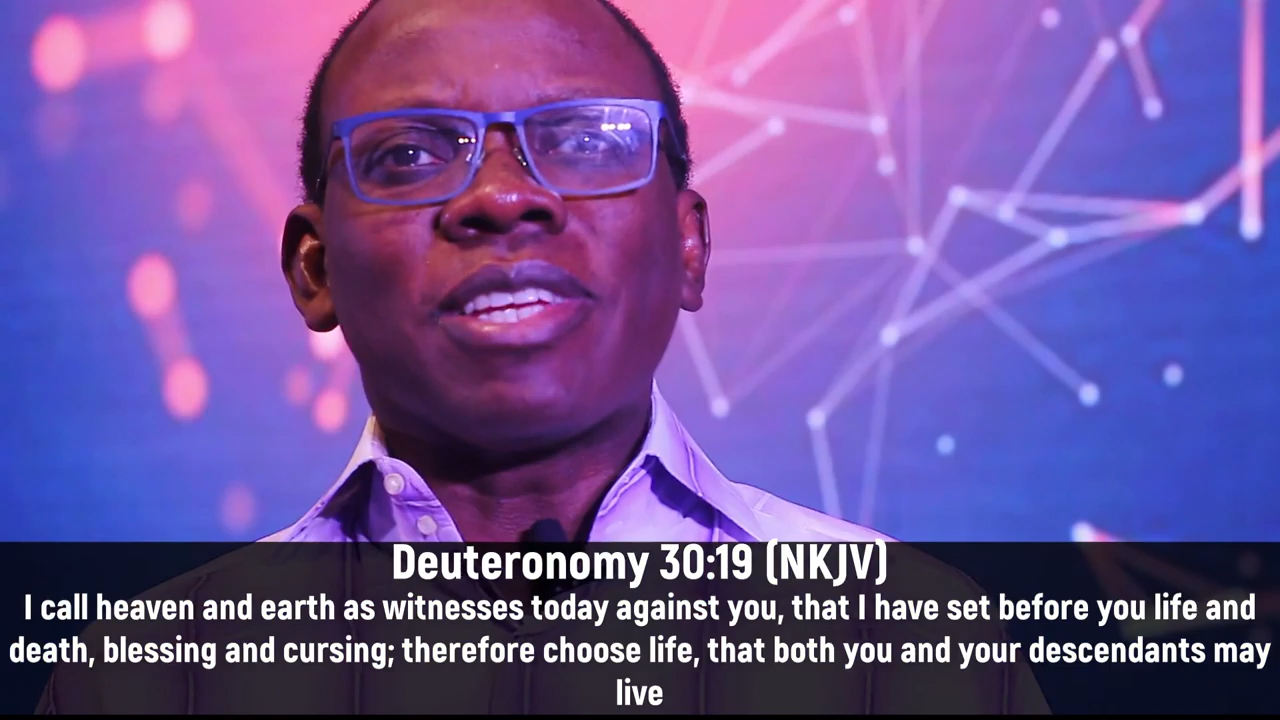 Deuteronomy 30:19 (NKJV)
I call heaven and earth as witnesses today against you, that I have set before you life and
death, blessing and cursing; therefore choose life, that both you and your descendants may
live